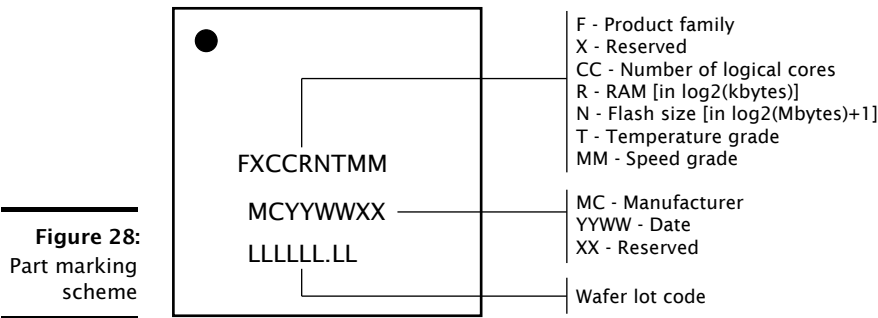 F - Product family
X - Reserved
CC - Number of logical cores
R - RAM [in log2(kbytes)]
N - Flash size [in log2(Mbytes)+1]
T - Temperature grade
MM - Speed grade
FXCCRNTMM
MCYYWWXX
MC - Manufacturer
YYWW - Date
XX - Reserved
LLLLLL.LL
Wafer lot code
Figure 28:
Part marking
scheme